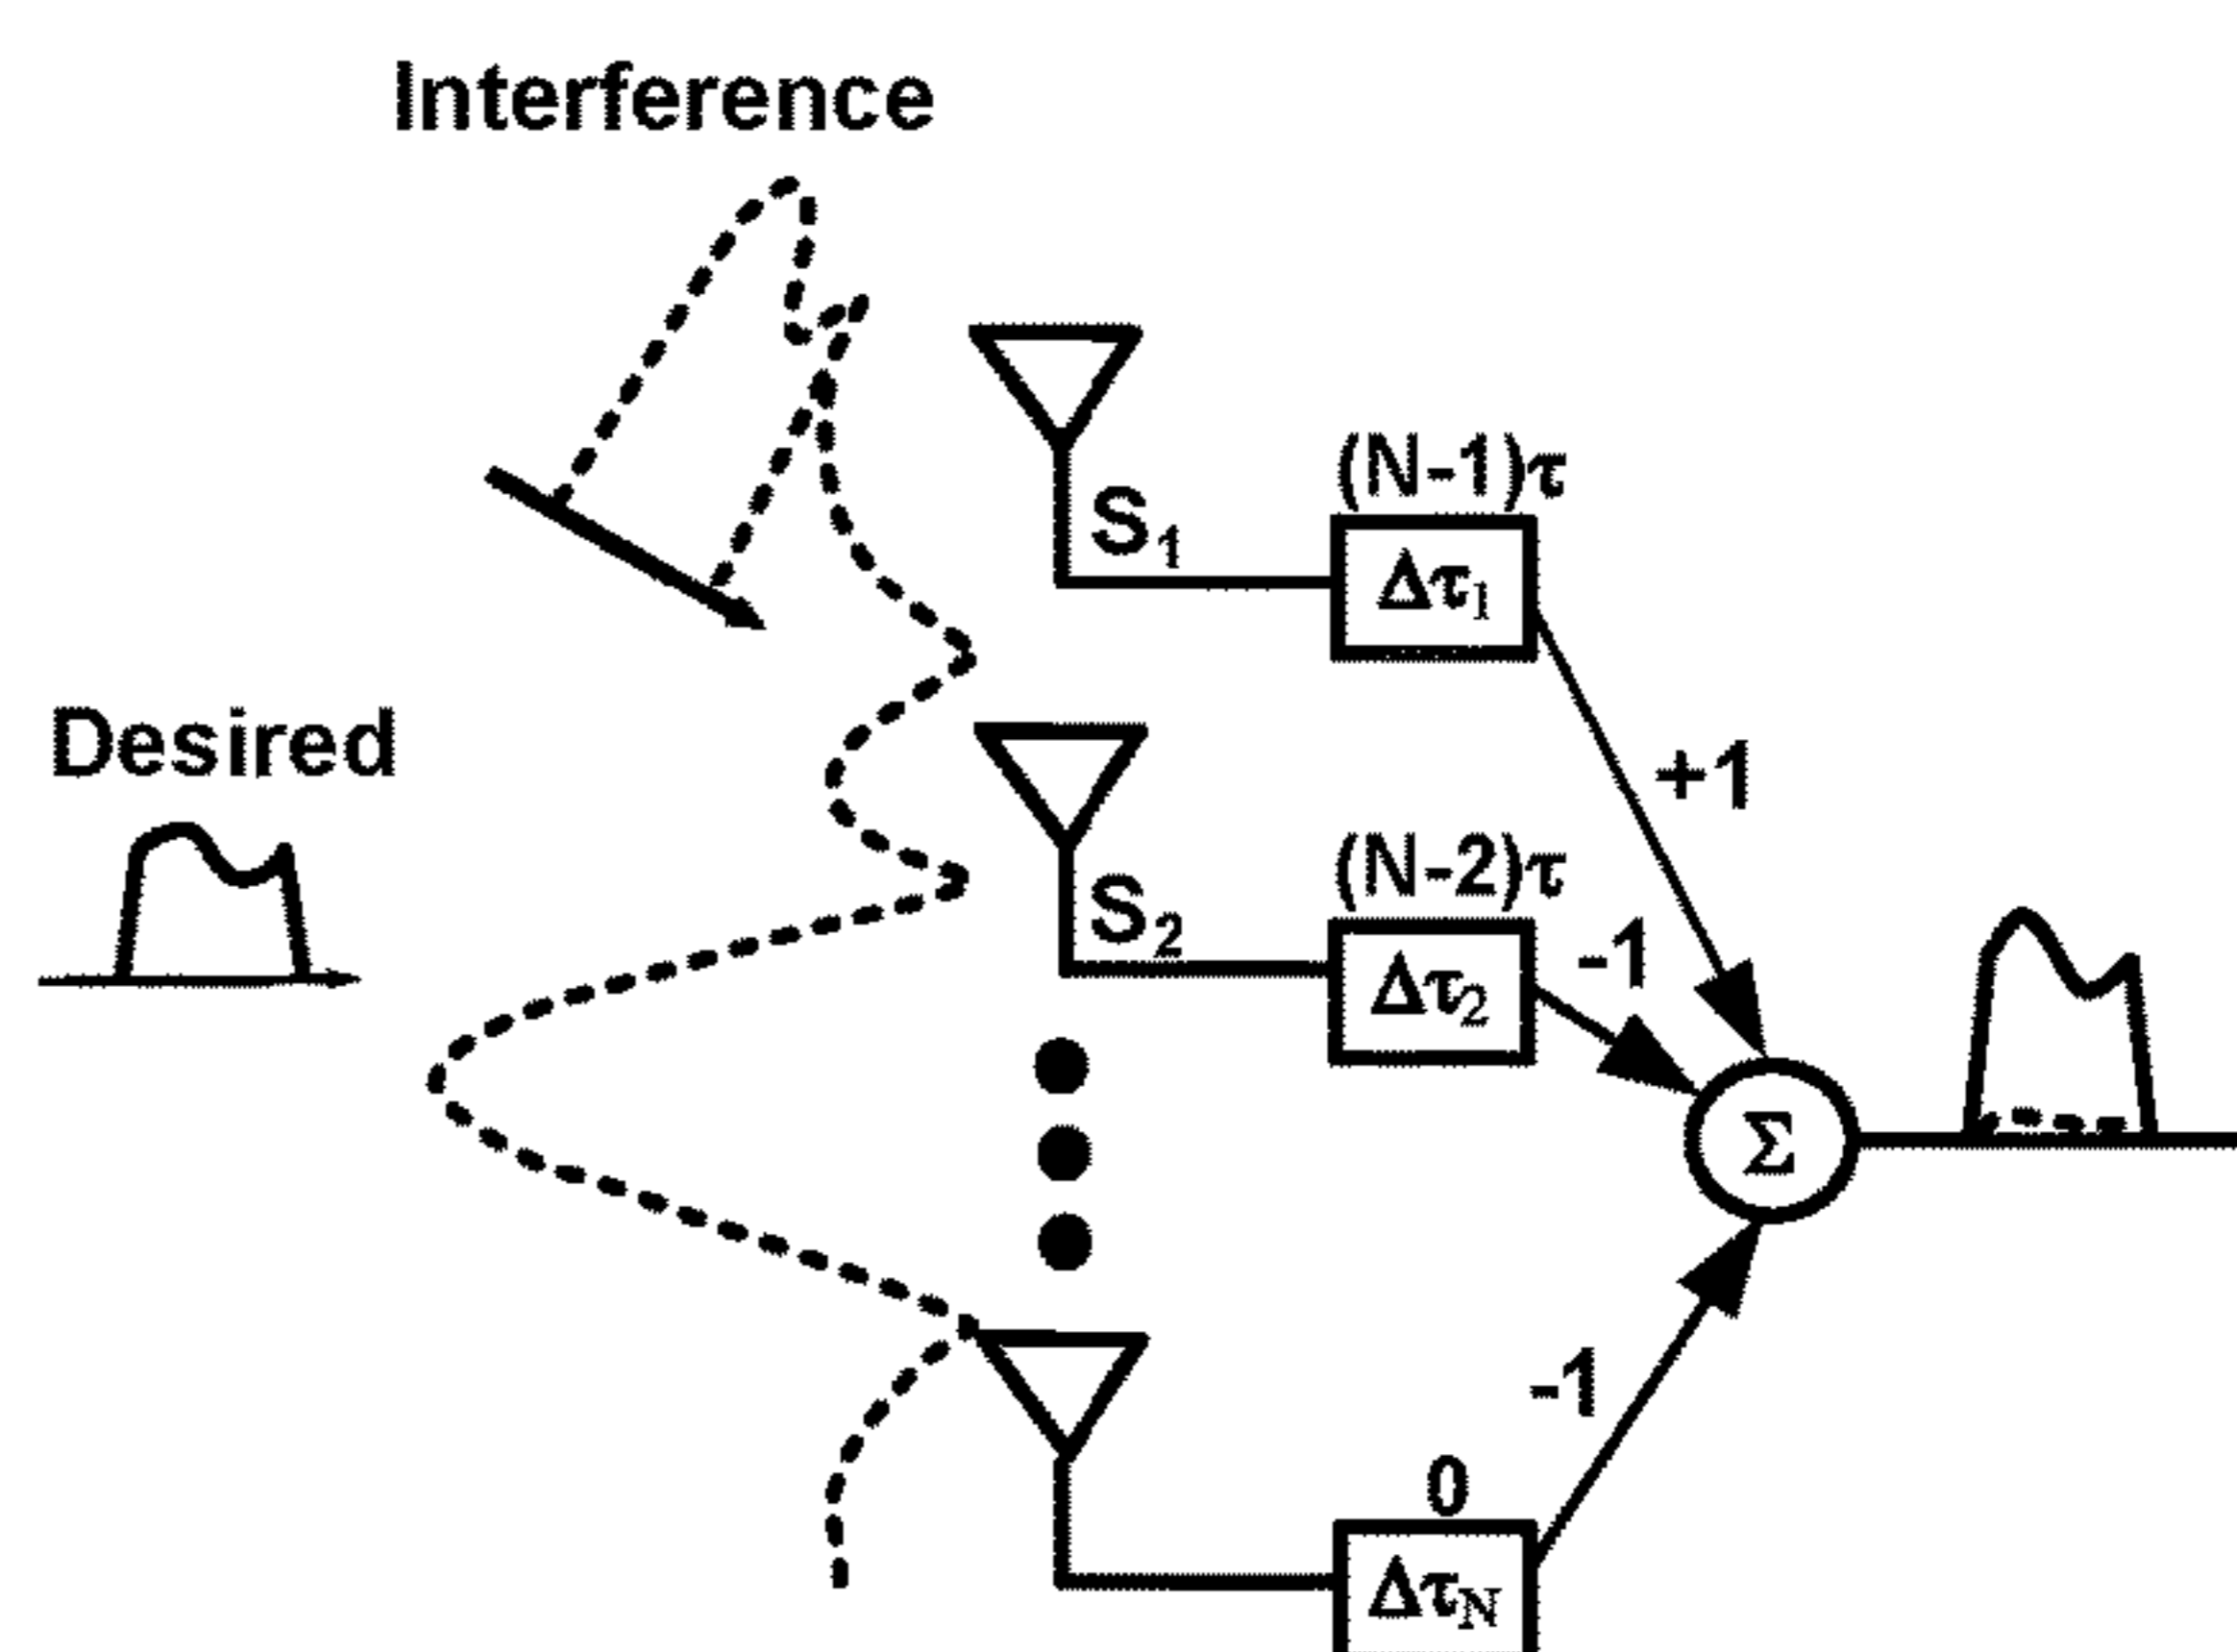 Interference
(N-1)τ
S1
Δτ1
Desired
+1
(N-2)τ
-1
S2
Δτ2
Σ
-1
0
ΔτN